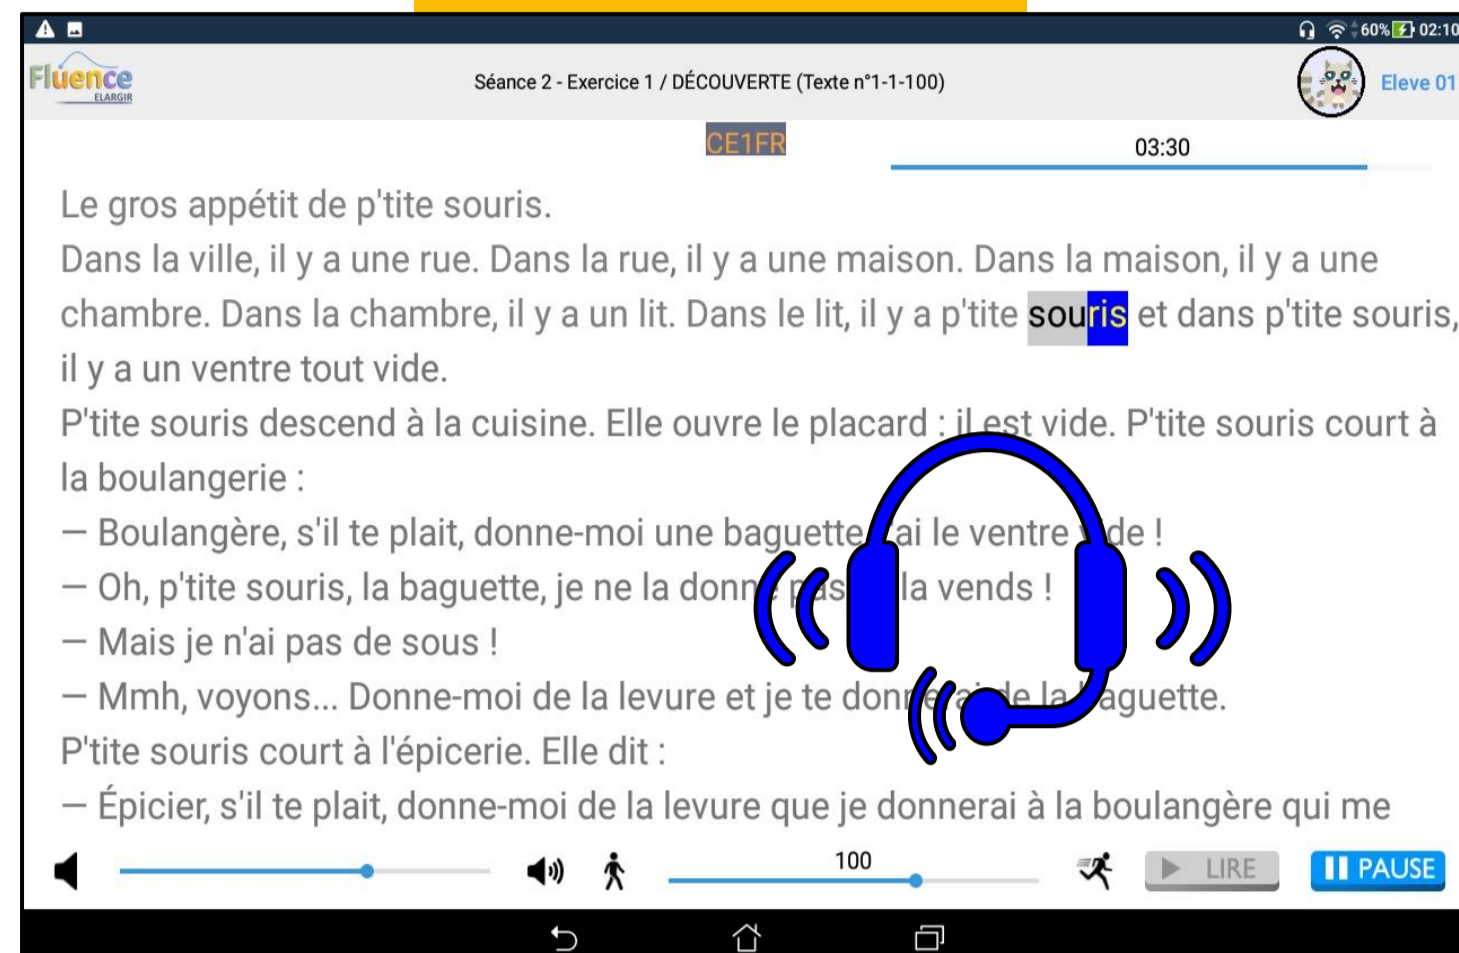 60% 02:10
Fluence
ELARGIR
Séance 2 - Exercice 1 / DÉCOUVERTE (Texte n°1-1-100)
Eleve 01
CE1FR
03:30
Le gros appétit de p'tite souris.
Dans la ville, il y a une rue. Dans la rue, il y a une maison. Dans la maison, il y a une
chambre. Dans la chambre, il y a un lit. Dans le lit, il y a p'tite souris et dans p'tite souris,
il y a un ventre tout vide.
P'tite souris descend à la cuisine. Elle ouvre le placard : il est vide. P'tite souris court à
la boulangerie :
— Boulangère, s'il te plait, donne-moi une baguette ai le ventre vide !
— Oh, p'tite souris, la baguette, je ne la donne pas la vends !
— Mais je n'ai pas de sous !
— Mmh, voyons... Donne-moi de la levure et je te donnerai de la baguette.
P'tite souris court à l'épicerie. Elle dit :
— Épicier, s'il te plait, donne-moi de la levure que je donnerai à la boulangère qui me
100
LIRE
PAUSE